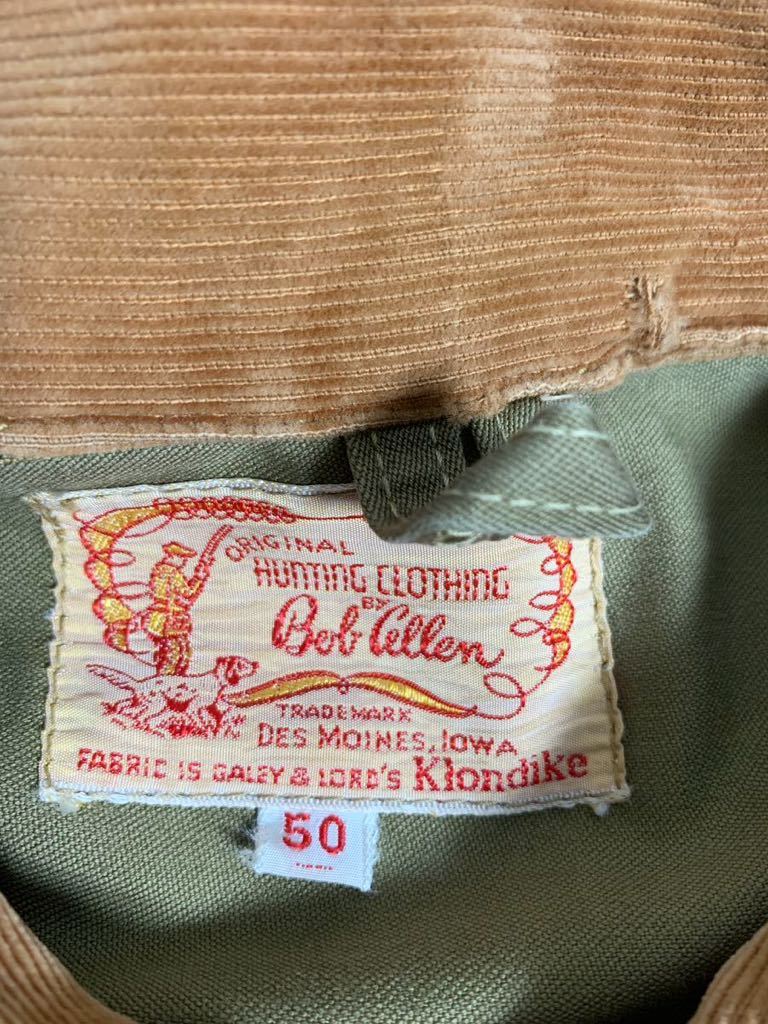 ORIGINAL
HUNTING CLOTHING
BY
Bob Allen
TRADEMARK
DES MOINES, IOWA
FABRIC IS GALEY & LORD'S Klondike
50